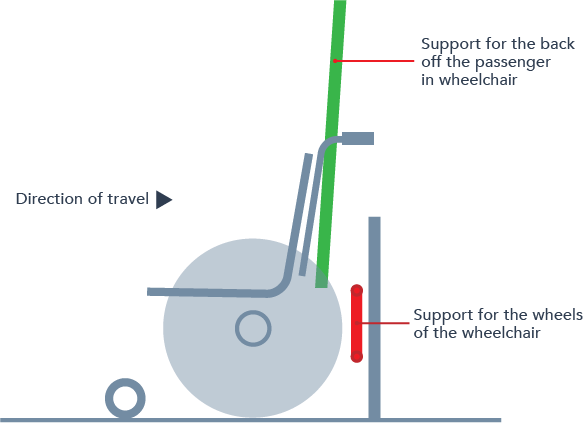 Support for the back
off the passenger
in wheelchair
Direction of travel
Support for the wheels
of the wheelchair